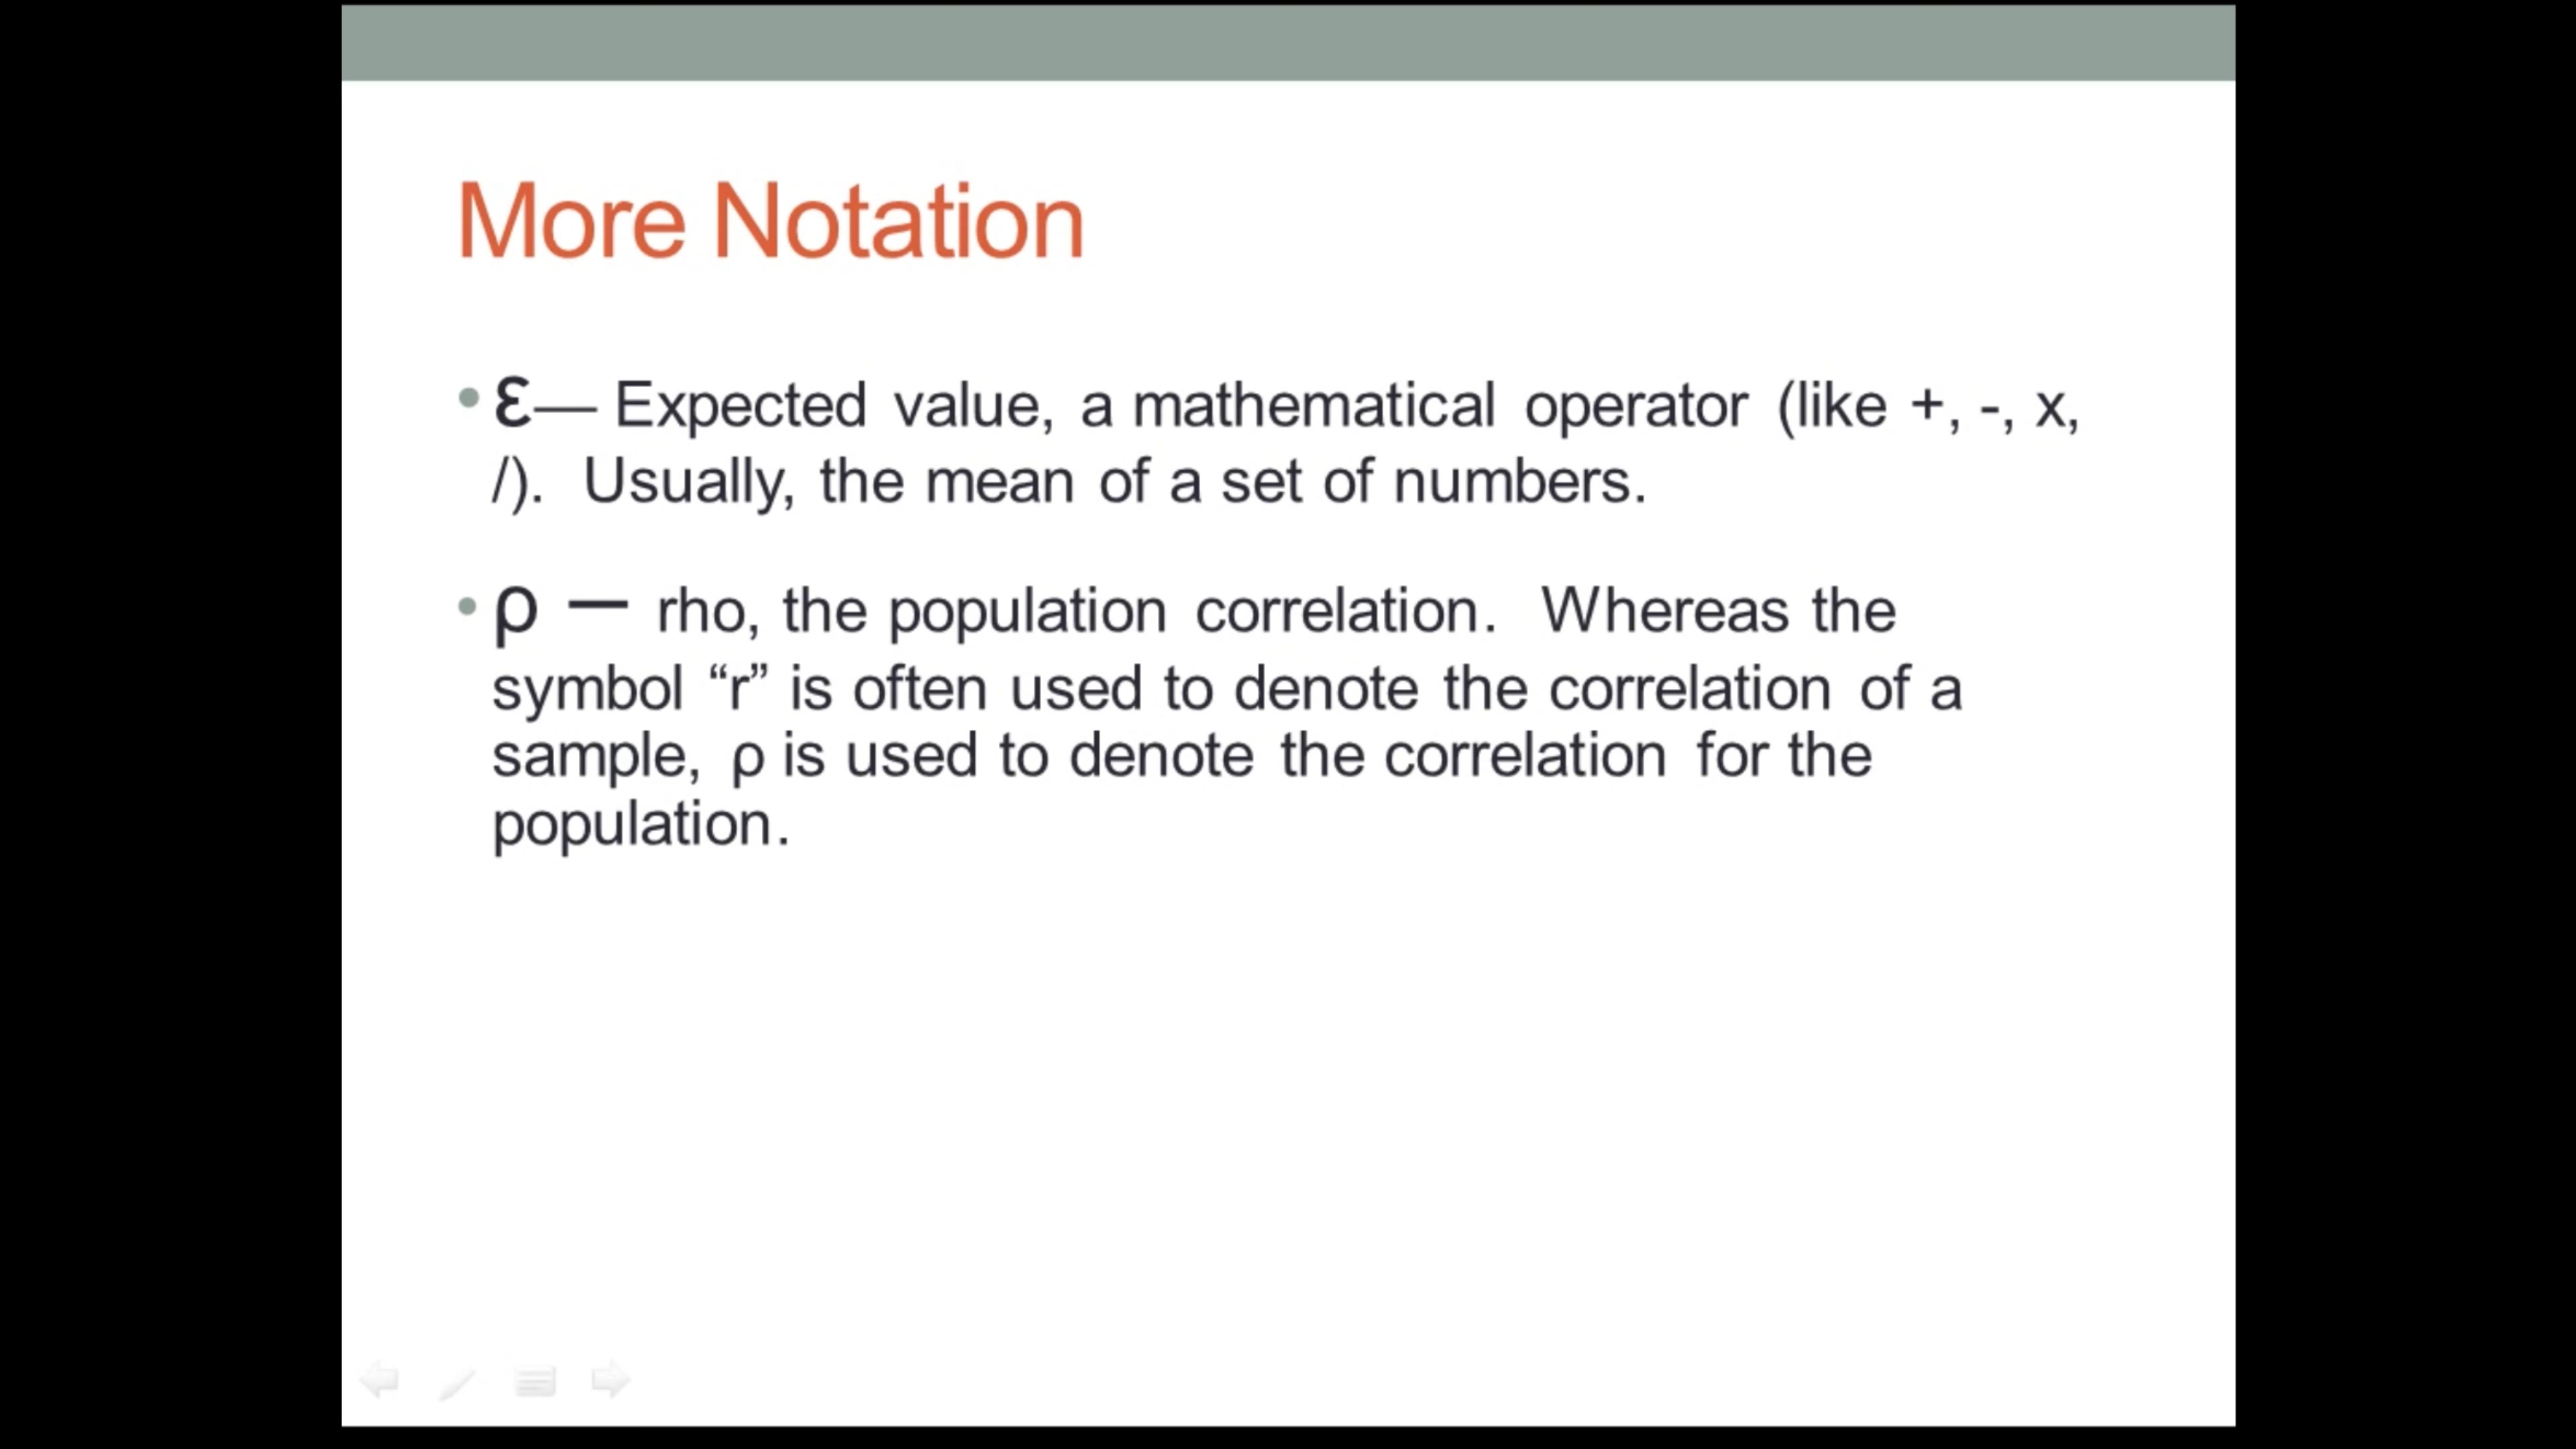 More Notation
• ε— Expected value, a mathematical operator (like +, -, x,
/). Usually, the mean of a set of numbers.
• ρ — rho, the population correlation. Whereas the
symbol “r” is often used to denote the correlation of a
sample, ρ is used to denote the correlation for the
population.